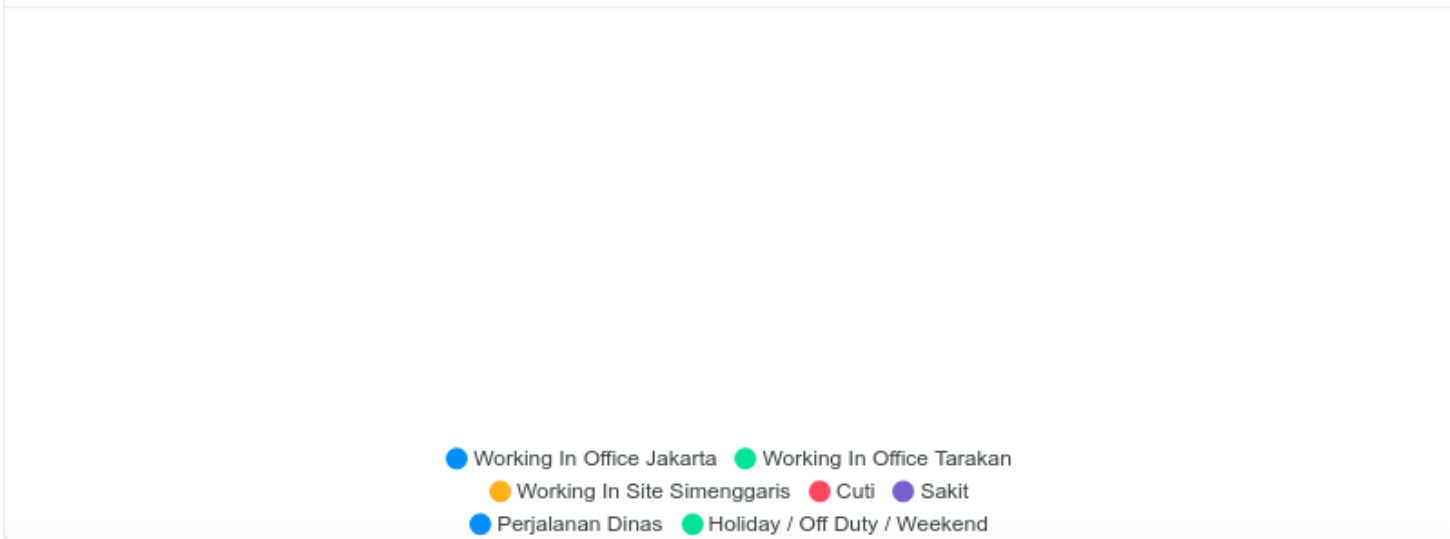 Working In Office Jakarta Working In Office Tarakan
Working In Site Simenggaris Cuti Sakit
Perjalanan Dinas Holiday / Off Duty / Weekend